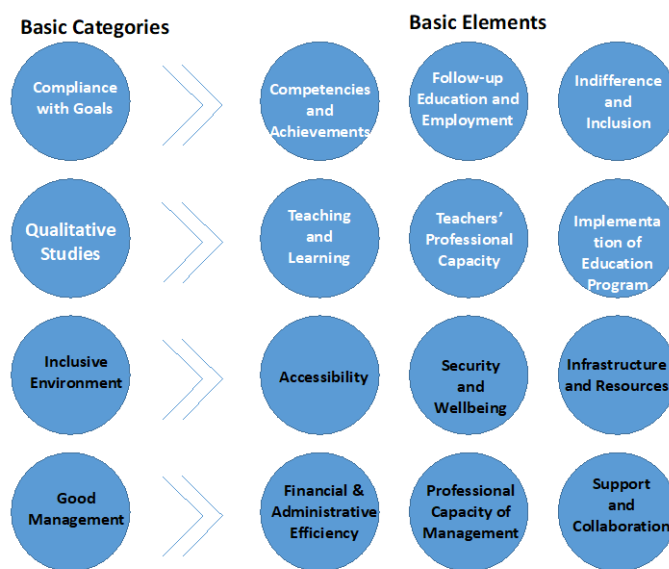 Basic Categories
Basic Elements
Compliance
with Goals
Competencies
and
Achievements
Follow-up
Education and
Employment
Indifference
and
Inclusion
Qualitative
Studies
Teaching
and
Learning
Teachers’
Professional
Capacity
Implementa
tion of
Education
Program
Inclusive
Environment
Accessibility
Security
and
Wellbeing
Infrastructure
and Resources
Good
Management
Financial &
Administrative
Efficiency
Professional
Capacity of
Management
Support
and
Collaboration